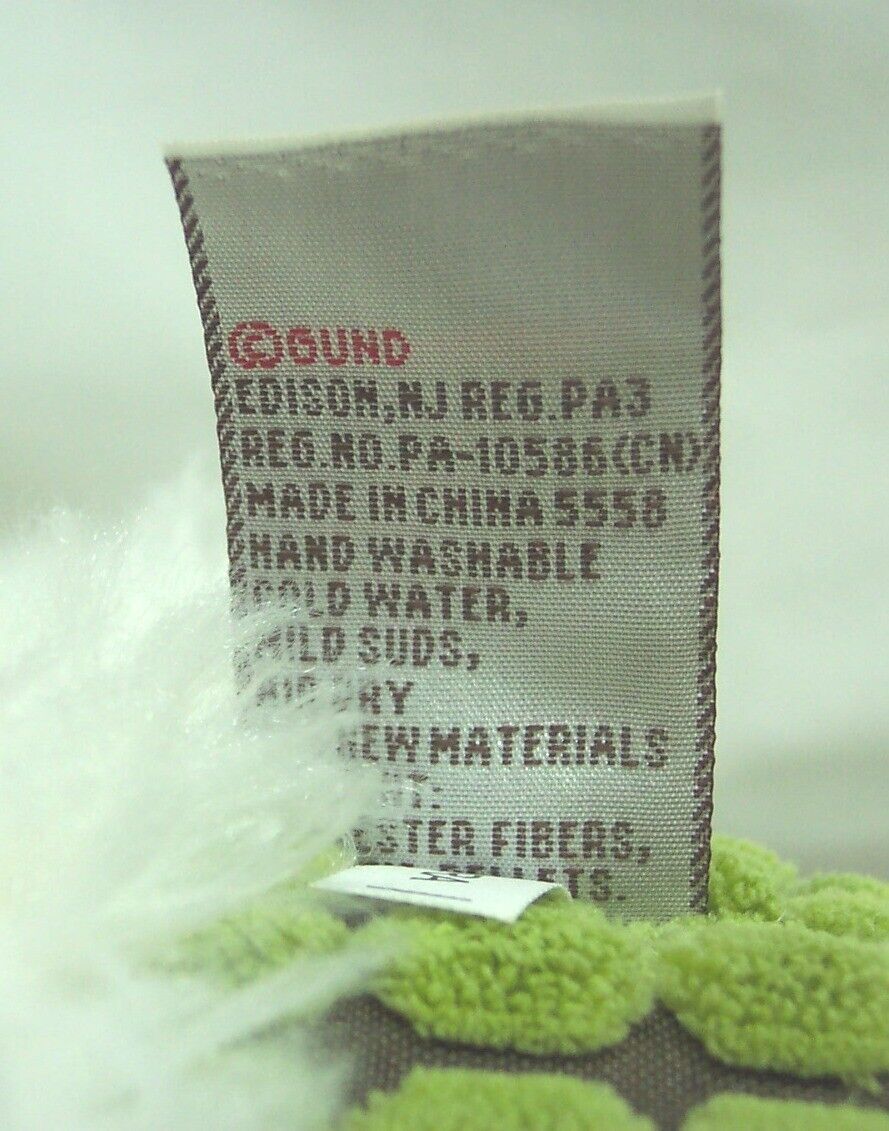 ©GUND
EDISON,NJ REG.PA3
REG.NO.PA-10586(CN)
MADE IN CHINA 5558
HAND WASHABLE
COLD WATER,
MILD SUDS,
AIR DRY
NEW MATERIALS
FIBERS,